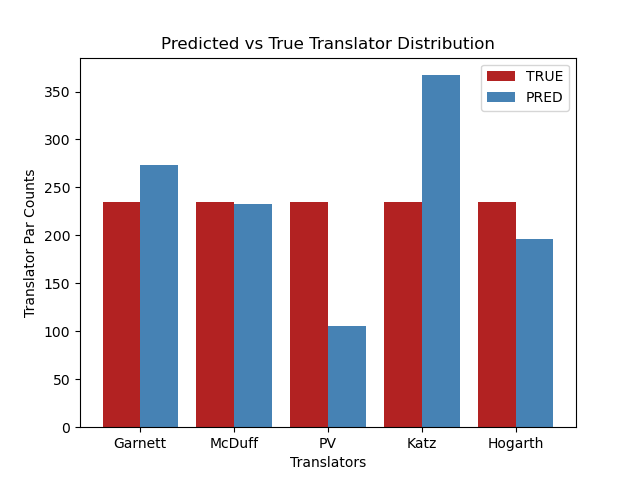 Predicted vs True Translator Distribution
TRUE
PRED
Translator Par Counts
350
300
250
200
150
100
50
0
Garnett McDuff PV Katz Hogarth
Translators